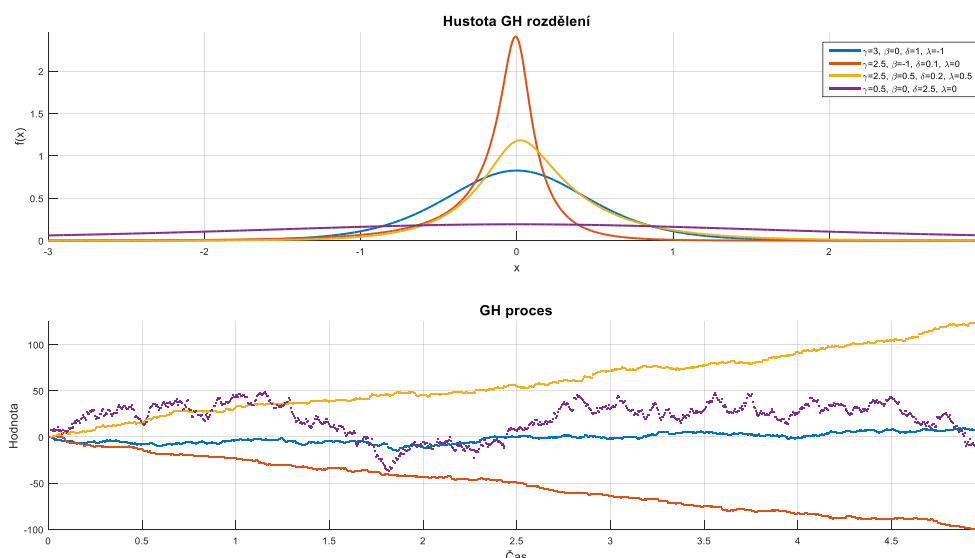 Hustota GH rozdělení
γ=3, β=0, δ=1, λ=-1
γ=2.5, β=-1, δ=0.1, λ=0
γ=2.5, β=0.5, δ=0.2, λ=0.5
γ=0.5, β=0, δ=2.5, λ=0
f(x)
2
1.5
1
0.5
0
-3 -2 -1 0 1 2
x
GH proces
Hodnota
100
50
0
-50
-100
0 0.5 1 1.5 2 2.5 3 3.5 4 4.5
Čas